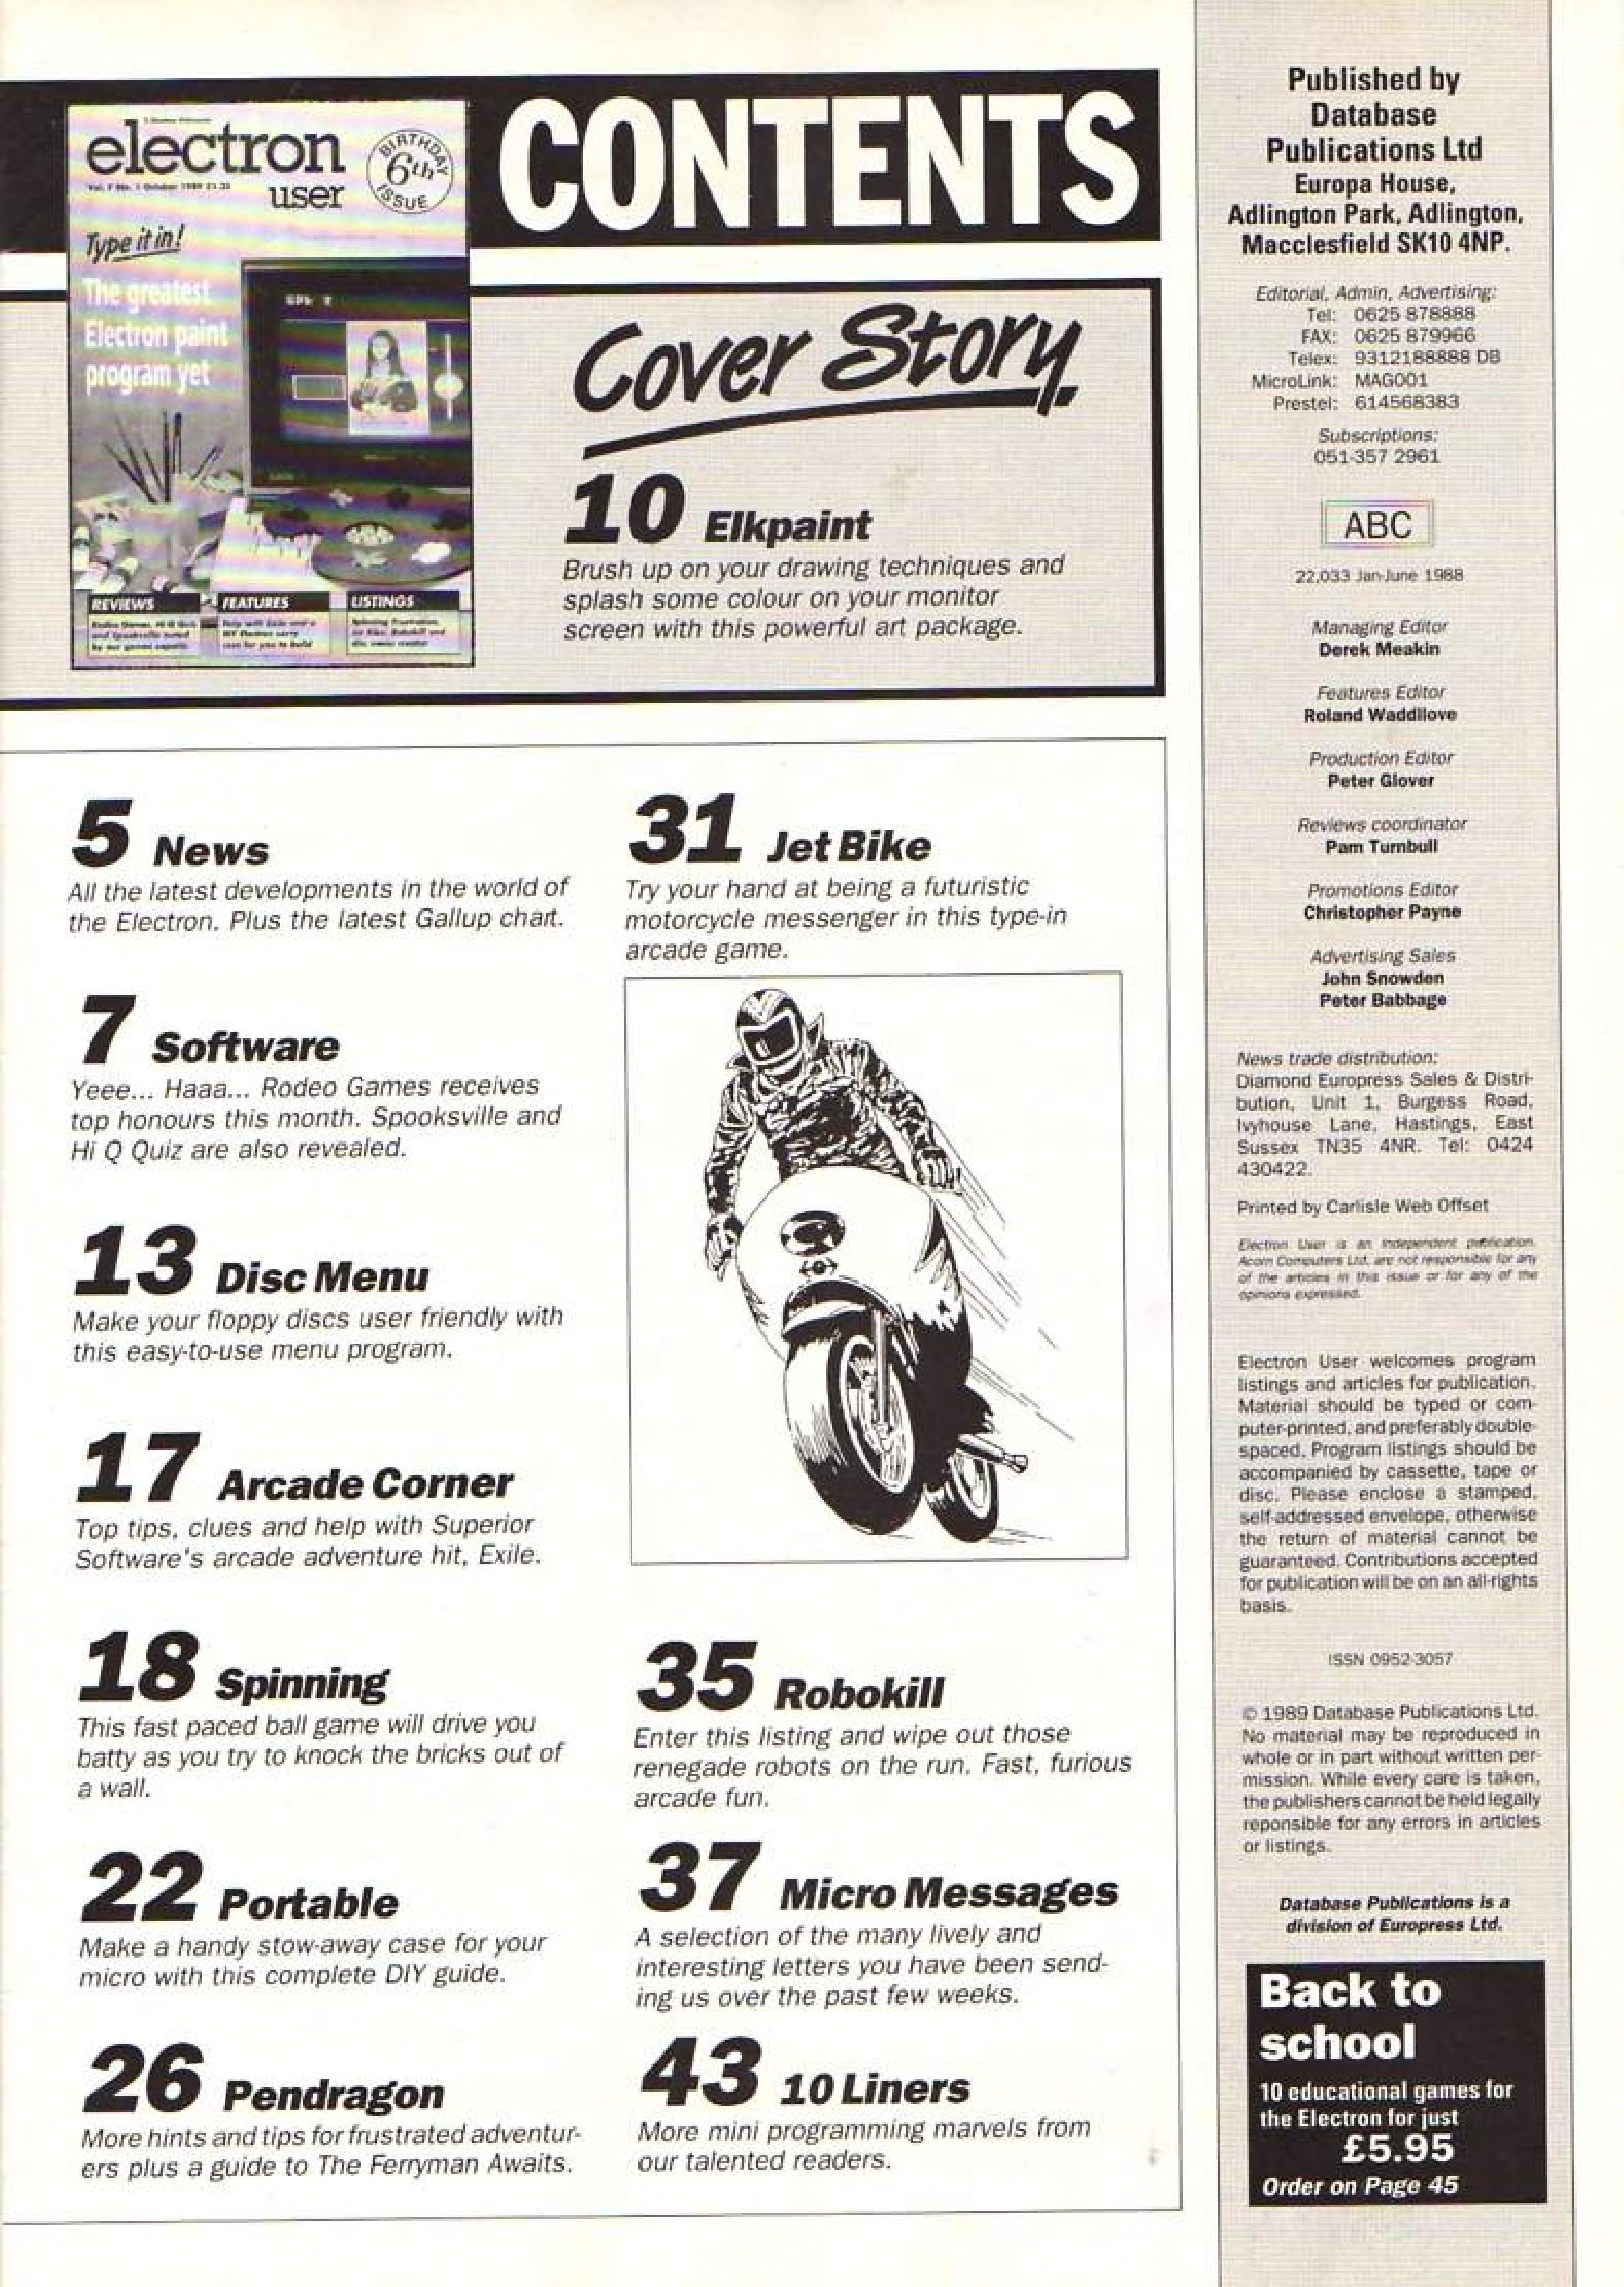 CONTENTS
electron
user
BIRTHDAY
6th
ISSUE
Vol. 7 No. 1 October 1989 £1.25
Type it in!
The greatest
Electron paint
program yet
REVIEWS
FEATURES
LISTINGS
Cover Story
10 Elkpaint
Brush up on your drawing techniques and
splash some colour on your monitor
screen with this powerful art package.
5 News
All the latest developments in the world of
the Electron. Plus the latest Gallup chart.
7 Software
Yeee... Haaa... Rodeo Games receives
top honours this month. Spooksville and
Hi Q Quiz are also revealed.
13 Disc Menu
Make your floppy discs user friendly with
this easy-to-use menu program.
17 Arcade Corner
Top tips, clues and help with Superior
Software's arcade adventure hit, Exile.
18 Spinning
This fast paced ball game will drive you
batty as you try to knock the bricks out of
a wall.
22 Portable
Make a handy stow-away case for your
micro with this complete DIY guide.
26 Pendragon
More hints and tips for frustrated adventur-
ers plus a guide to The Ferryman Awaits.
31 Jet Bike
Try your hand at being a futuristic
motorcycle messenger in this type-in
arcade game.
35 Robokill
Enter this listing and wipe out those
renegade robots on the run. Fast, furious
arcade fun.
37 Micro Messages
A selection of the many lively and
interesting letters you have been send-
ing us over the past few weeks.
43 10 Liners
More mini programming marvels from
our talented readers.
Published by
Database
Publications Ltd
Europa House,
Adlington Park, Adlington,
Macclesfield SK10 4NP.
Editorial, Admin, Advertising:
Tel: 0625 878888
FAX: 0625 879966
Telex: 9312188888 DB
MicroLink: MAG001
Prestel: 614568383
Subscriptions:
051-357 2961
ABC
22,033 Jan-June 1988
Managing Editor
Derek Meakin
Features Editor
Roland Waddilove
Production Editor
Peter Glover
Reviews coordinator
Pam Turnbull
Promotions Editor
Christopher Payne
Advertising Sales
John Snowden
Peter Babbage
News trade distribution:
Diamond Europress Sales & Distri-
bution, Unit 1, Burgess Road,
Ivyhouse Lane, Hastings, East
Sussex TN35 4NR. Tel: 0424
430422.
Printed by Carlisle Web Offset
Electron User is an independent publication.
Acorn Computers Ltd. are not responsible for any
of the articles in this issue or for any of the
opinions expressed.
Electron User welcomes program
listings and articles for publication.
Material should be typed or com-
puter-printed, and preferably double-
spaced. Program listings should be
accompanied by cassette, tape or
disc. Please enclose a stamped,
self-addressed envelope, otherwise
the return of material cannot be
guaranteed. Contributions accepted
for publication will be on an all-rights
basis.
ISSN 0952-3057
© 1989 Database Publications Ltd.
No material may be reproduced in
whole or in part without written per-
mission. While every care is taken,
the publishers cannot be held legally
reponsible for any errors in articles
or listings.
Database Publications is a
division of Europress Ltd.
Back to
school
10 educational games for
the Electron for just
£5.95
Order on Page 45